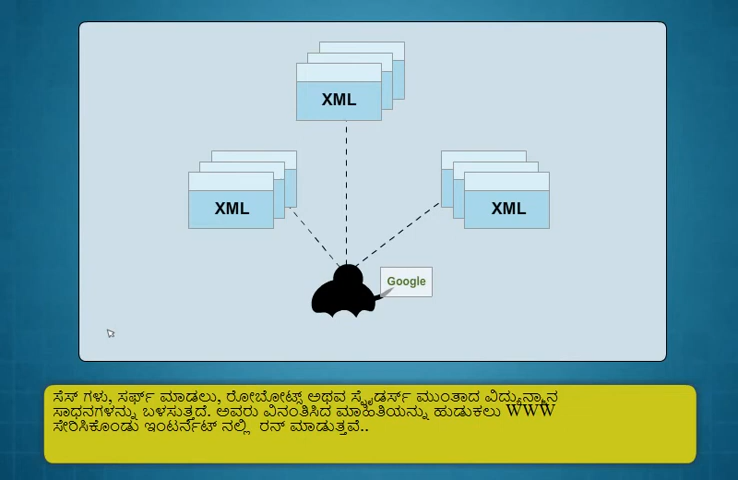 XML
XML
XML
Google
ಸೆಸ್ ಗಳು, ಸರ್ಫ್ ಮಾಡಲು, ರೋಬೋಟ್ಸ್ ಅಥವ ಸ್ಪೈಡರ್ಸ್ ಮುಂತಾದ ವಿದ್ಯುನ್ಮಾನ
ಸಾಧನಗಳನ್ನು ಬಳಸುತ್ತದೆ. ಅವರು ವಿನಂತಿಸಿದ ಮಾಹಿತಿಯನ್ನು ಹುಡುಕಲು WWW
ಸೇರಿಸಿಕೊಂಡು ಇಂಟರ್ನೆಟ್ ನಲ್ಲಿ ರನ್ ಮಾಡುತ್ತವೆ..